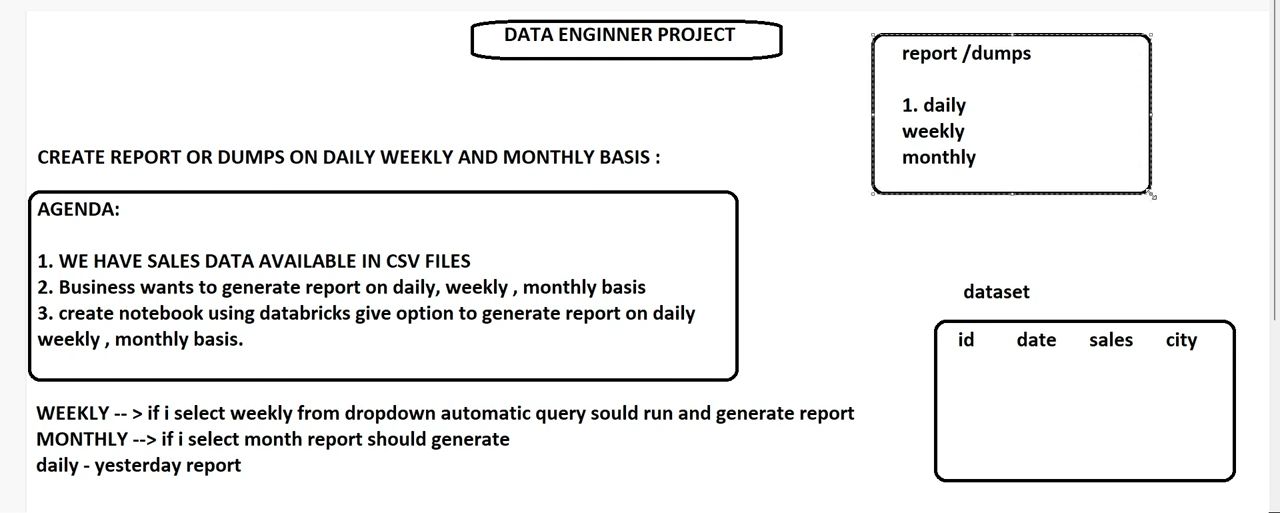 DATA ENGINNER PROJECT
report /dumps
1. daily
weekly
monthly
CREATE REPORT OR DUMPS ON DAILY WEEKLY AND MONTHLY BASIS :
AGENDA:
1. WE HAVE SALES DATA AVAILABLE IN CSV FILES
2. Business wants to generate report on daily, weekly , monthly basis
3. create notebook using databricks give option to generate report on daily
weekly , monthly basis.
dataset
id date sales city
WEEKLY -- > if i select weekly from dropdown automatic query sould run and generate report
MONTHLY --> if i select month report should generate
daily - yesterday report